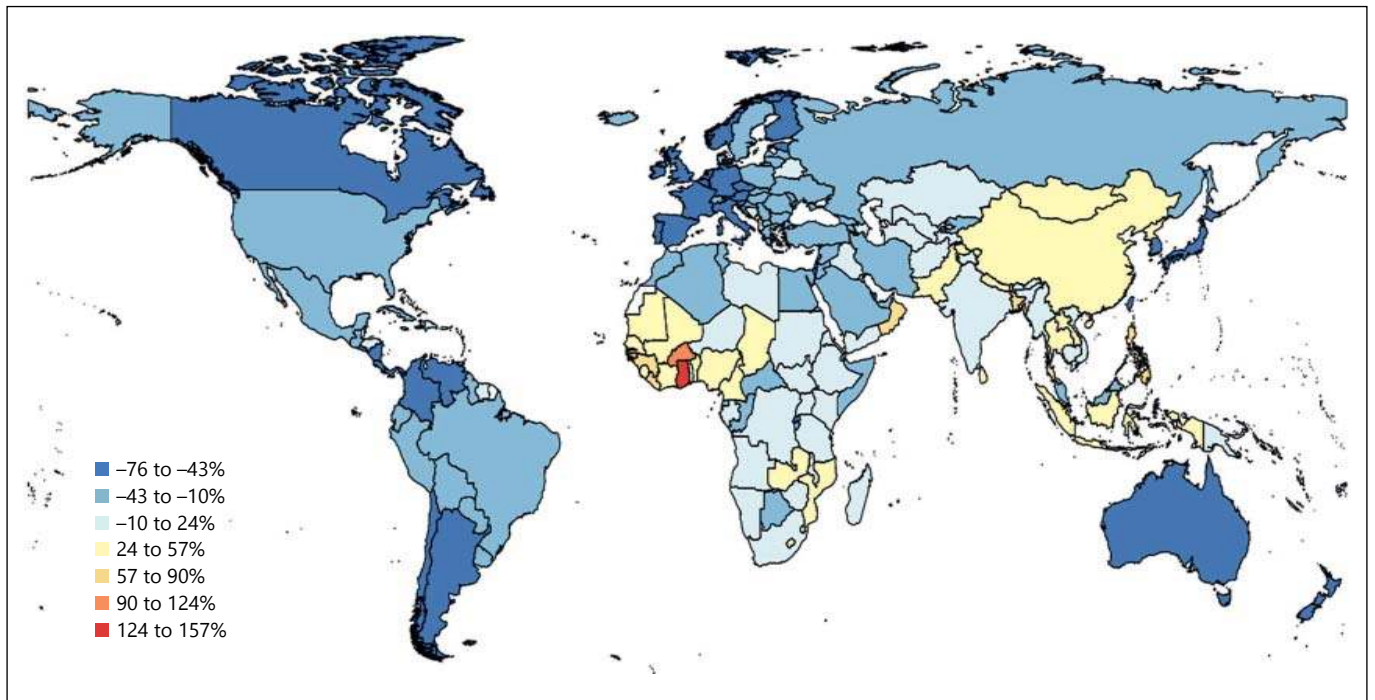 –76 to –43%
–43 to –10%
–10 to 24%
24 to 57%
57 to 90%
90 to 124%
124 to 157%